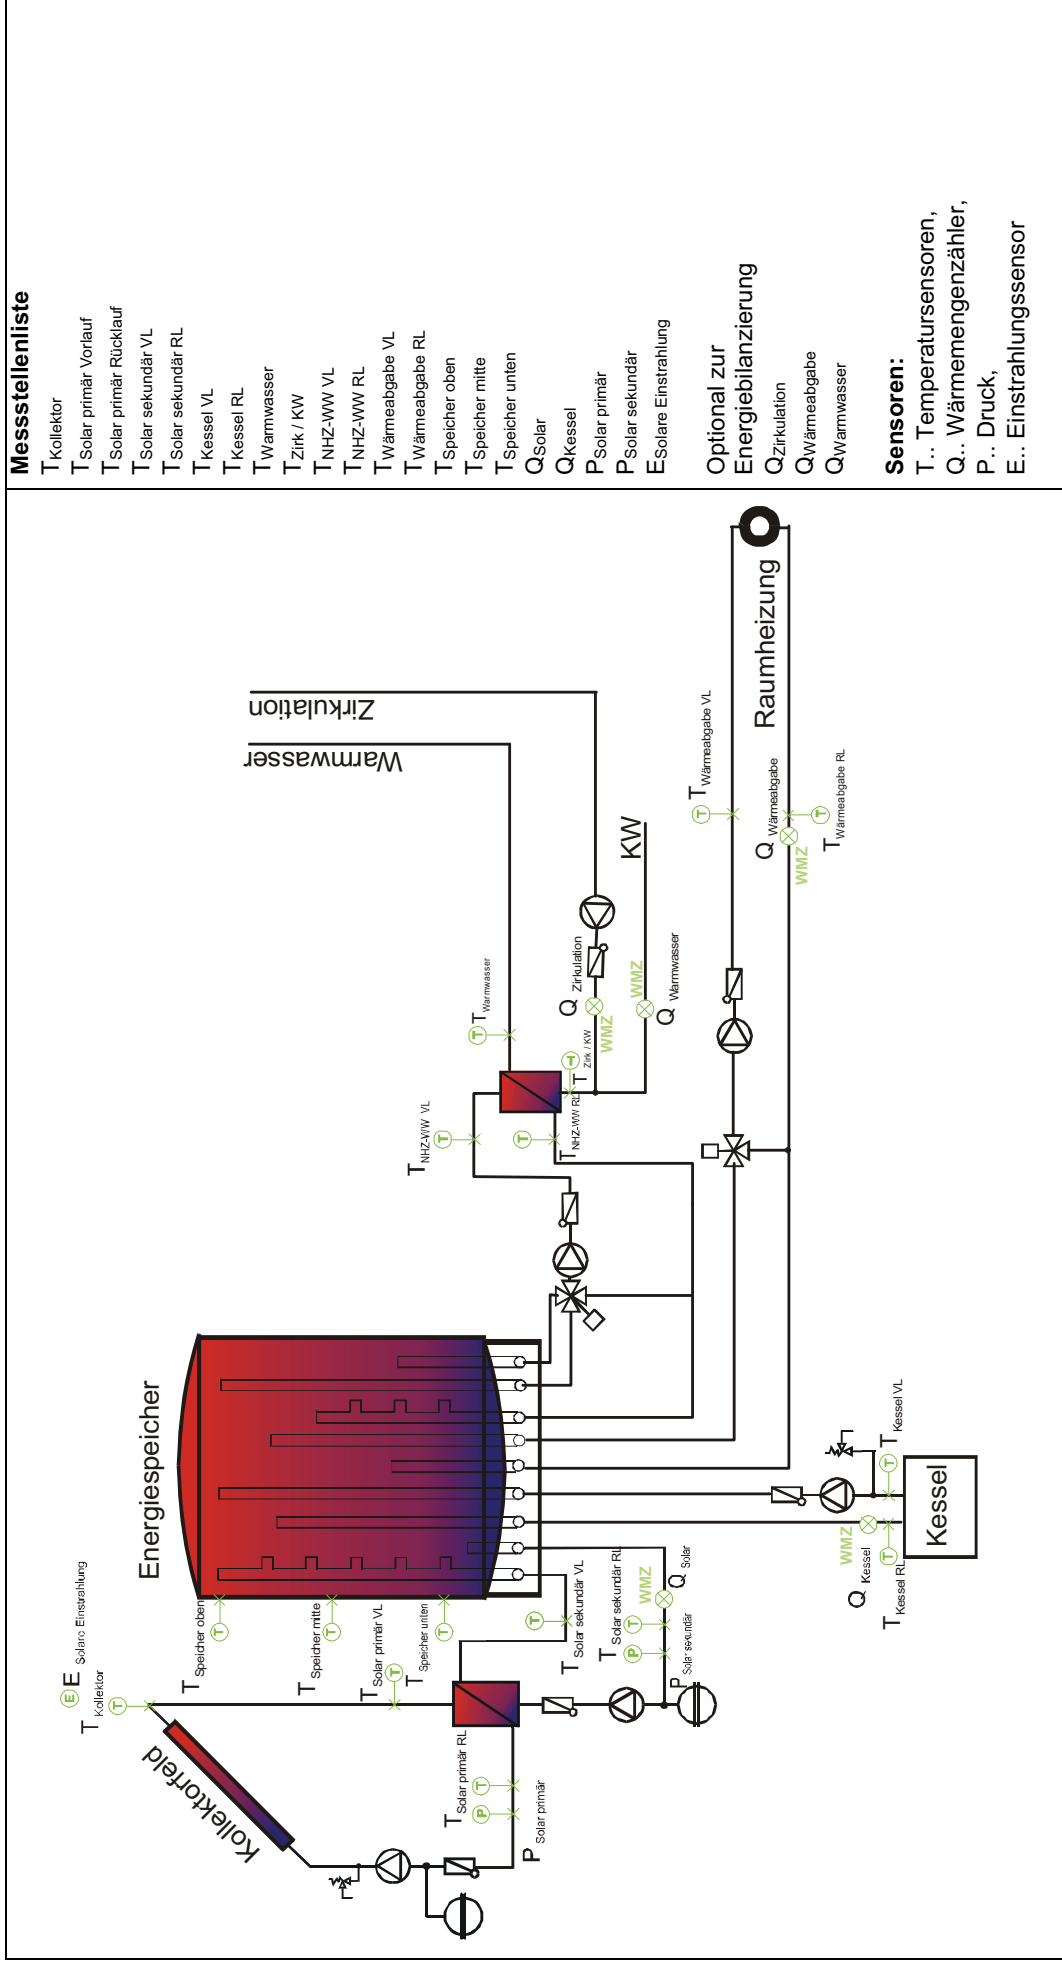 Messstellenliste
TKollektor
TSolar primär Vorlauf
TSolar primär Rücklauf
TSolar sekundär VL
TSolar sekundär RL
TKessel VL
TKessel RL
TWarmwasser
TZirk / KW
TNHZ-WW VL
TNHZ-WW RL
TWärmeabgabe VL
TWärmeabgabe RL
TSpeicher oben
TSpeicher mitte
TSpeicher unten
QSolar
QKessel
PSolar primär
PSolar sekundär
ESolare Einstrahlung
Optional zur
Energiebilanzierung
QZirkulation
QWärmeabgabe
QWarmwasser
Sensoren:
T.. Temperatursensoren,
Q.. Wärmemengenzähler,
P.. Druck,
E.. Einstrahlungssensor
E
E Solare Einstrahlung
T
T Kollektor
Kollektorfeld
Energiespeicher
T
T Speicher oben
T
T Speicher mitte
T
T Solar primär VL
T
T Speicher unten
T
T Solar primär RL
P
P Solar primär
T
T Solar sekundär VL
T
T Solar sekundär RL
P
P Solar sekundär
WMZ
Q Solar
WMZ
Q Kessel
T
T Kessel RL
T
T Kessel VL
Kessel
T
T NHZ-WW VL
T
T NHZ-WW RL
T
T Warmwasser
T
T Zirk / KW
Q Zirkulation
WMZ
WMZ
Q Warmwasser
KW
Warmwasser
Zirkulation
T
T Wärmeabgabe VL
Raumheizung
Q Wärmeabgabe
WMZ
T
T Wärmeabgabe RL